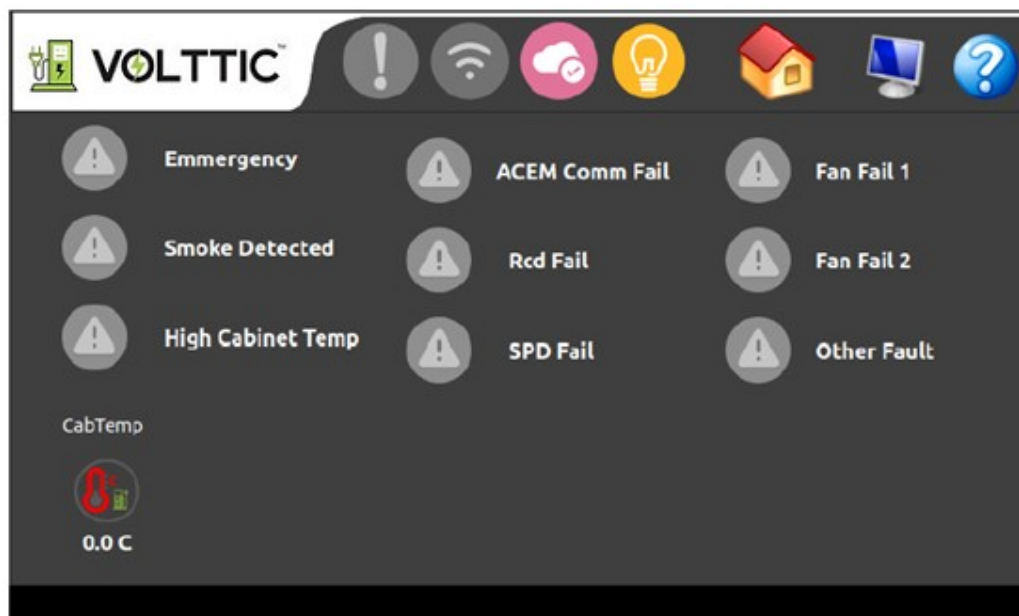 VOLTTIC™
Emmergency
ACEM Comm Fail
Fan Fail 1
Smoke Detected
Rcd Fail
Fan Fail 2
High Cabinet Temp
SPD Fail
Other Fault
CabTemp
0.0 C